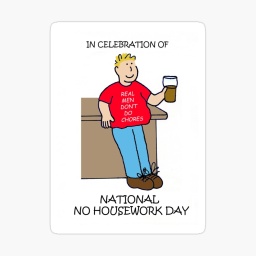 IN CELEBRATION OF
REAL
MEN
DON'T
DO
CHORES
NATIONAL
NO HOUSEWORK DAY